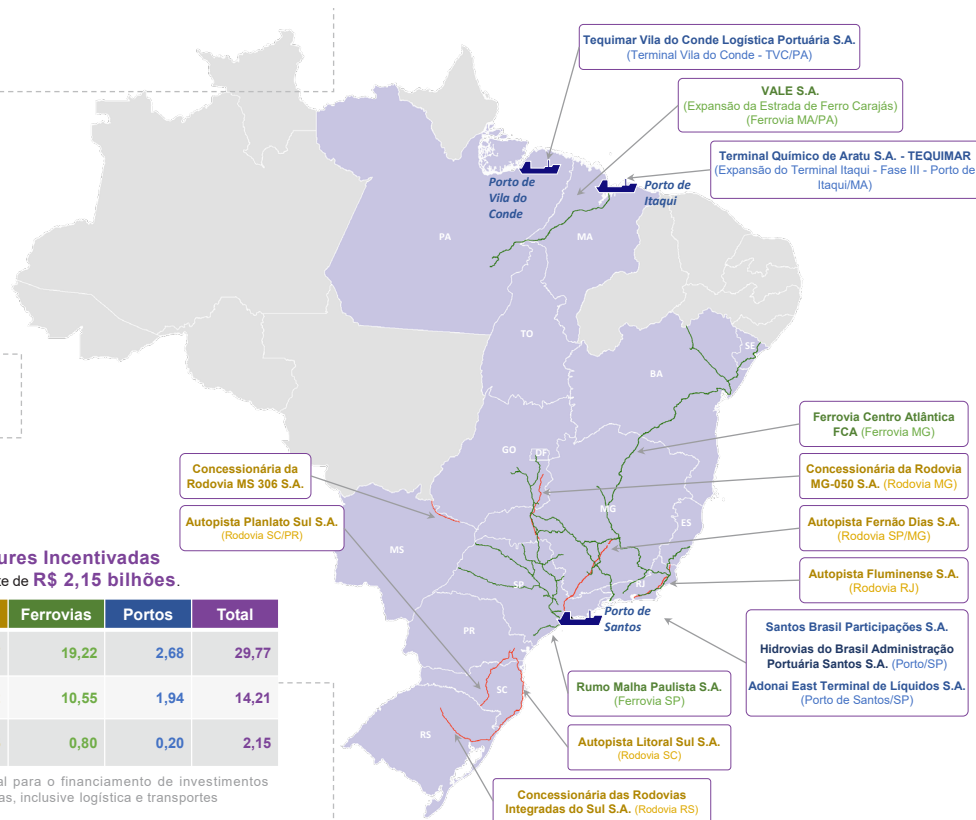 Tequimar Vila do Conde Logística Portuária S.A.
(Terminal Vila do Conde - TVC/PA)
VALE S.A.
(Expansão da Estrada de Ferro Carajás)
(Ferrovia MA/PA)
Terminal Químico de Aratu S.A. - TEQUIMAR
(Expansão do Terminal Itaqui - Fase III - Porto de
Itaqui/MA)
Porto de
Vila do
Conde
Porto de
Itaqui
PA
MA
TO
SE
BA
Ferrovia Centro Atlântica
FCA (Ferrovia MG)
GO
DF
Concessionária da
Rodovia MS 306 S.A.
Concessionária da Rodovia
MG-050 S.A. (Rodovia MG)
MG
ES
Autopista Planlato Sul S.A.
(Rodovia SC/PR)
Autopista Fernão Dias S.A.
(Rodovia SP/MG)
MS
SP
RJ
Autopista Fluminense S.A.
(Rodovia RJ)
ures Incentivadas
te de R$ 2,15 bilhões.
Porto de
Santos
Ferrovias Portos Total
19,22 2,68 29,77
10,55 1,94 14,21
0,80 0,20 2,15
PR
Santos Brasil Participações S.A.
Hidrovias do Brasil Administração
Portuária Santos S.A. (Porto/SP)
Adonai East Terminal de Líquidos S.A.
(Porto de Santos/SP)
SC
Rumo Malha Paulista S.A.
(Ferrovia SP)
RS
Autopista Litoral Sul S.A.
(Rodovia SC)
al para o financiamento de investimentos
as, inclusive logística e transportes
Concessionária das Rodovias
Integradas do Sul S.A. (Rodovia RS)